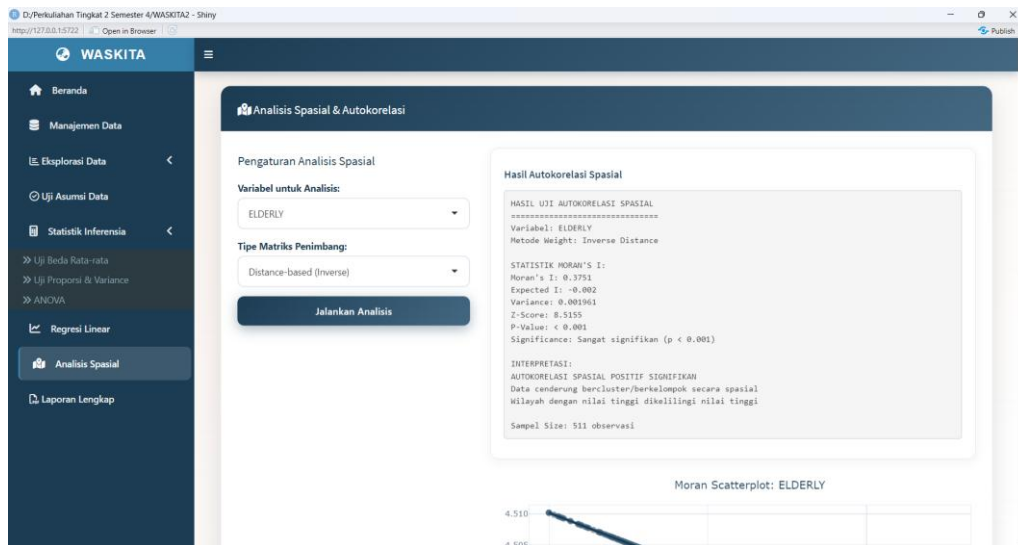 D:/Perkuliahan Tingkat 2 Semester 4/WASKITA2 - Shiny
http://127.0.0.1:5722 Open in Browser
Publish
WASKITA
Beranda
Manajemen Data
Eksplorasi Data
Uji Asumsi Data
Statistik Inferensia
Uji Beda Rata-rata
Uji Proporsi & Variance
ANOVA
Regresi Linear
Analisis Spasial
Laporan Lengkap
Analisis Spasial & Autokorelasi
Pengaturan Analisis Spasial
Variabel untuk Analisis:
ELDERLY
Tipe Matriks Penimbang:
Distance-based (Inverse)
Jalankan Analisis
Hasil Autokorelasi Spasial
HASIL UJI AUTOKORELASI SPASIAL
===============================
Variabel: ELDERLY
Metode Weight: Inverse Distance
STATISTIK MORAN'S I:
Moran's I: 0.3751
Expected I: -0.002
Variance: 0.001961
Z-Score: 8.5155
P-Value: < 0.001
Significance: Sangat signifikan (p < 0.001)
INTERPRETASI:
AUTOKORELASI SPASIAL POSITIF SIGNIFIKAN
Data cenderung bercluster/berkelompok secara spasial
Wilayah dengan nilai tinggi dikelilingi nilai tinggi
Sampel Size: 511 observasi
Moran Scatterplot: ELDERLY
4.510
4.505